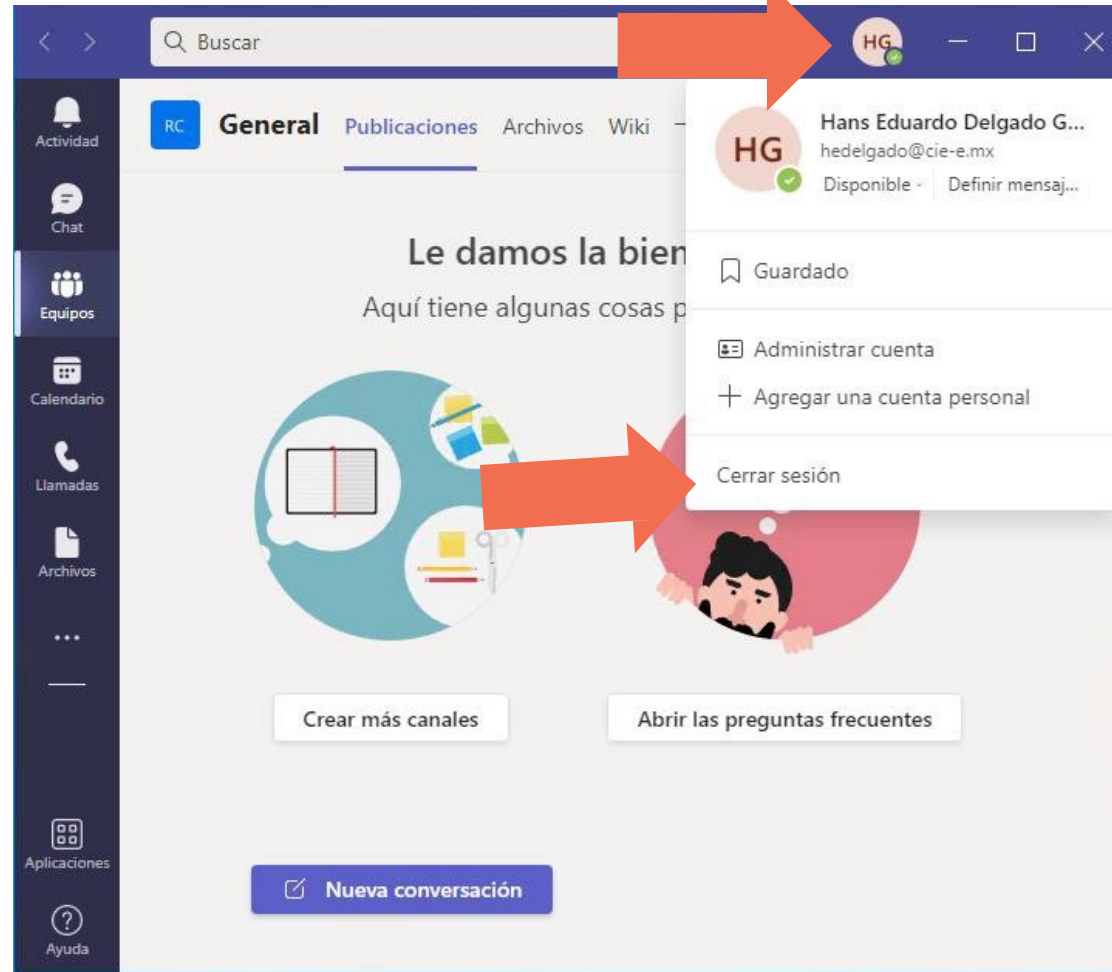 Buscar
HG
Actividad
Chat
Equipos
Calendario
Llamadas
Archivos
Aplicaciones
Ayuda
RC
General Publicaciones Archivos Wiki
Le damos la bien
Aquí tiene algunas cosas p
Crear más canales
Abrir las preguntas frecuentes
Nueva conversación
HG
Hans Eduardo Delgado G...
hedelgado@cie-e.mx
Disponible Definir mensaj...
Guardado
Administrar cuenta
Agregar una cuenta personal
Cerrar sesión